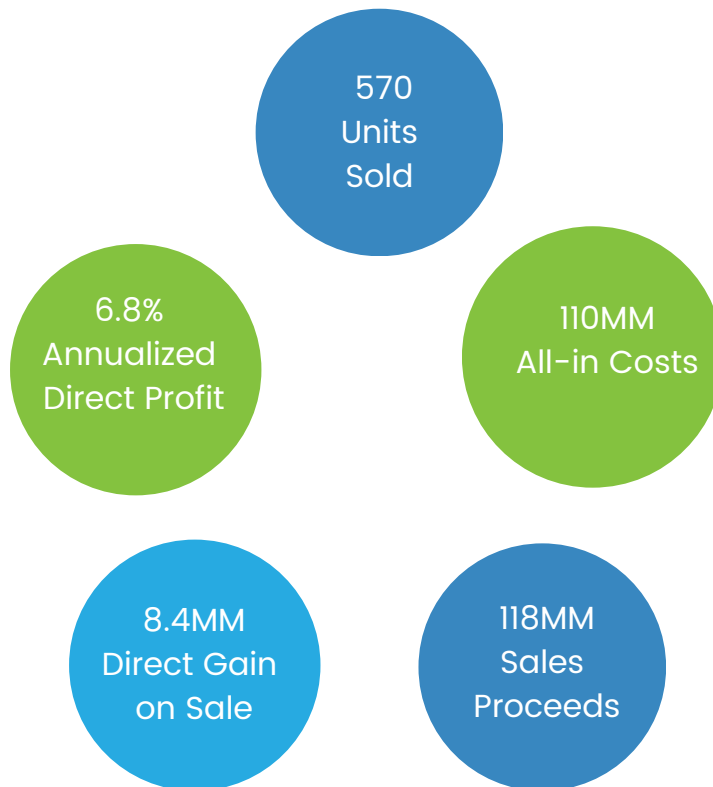 570
Units
Sold
6.8%
Annualized
Direct Profit
110MM
All-in Costs
8.4MM
Direct Gain
on Sale
118MM
Sales
Proceeds